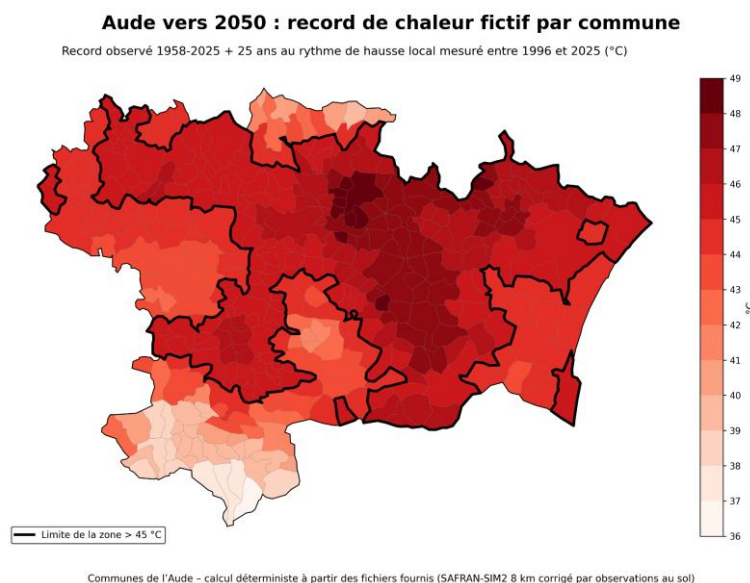 Aude vers 2050 : record de chaleur fictif par commune
Record observé 1958-2025 + 25 ans au rythme de hausse local mesuré entre 1996 et 2025 (°C)
49
48
47
46
45
44
43
42
41
40
39
38
37
36
°C
Limite de la zone > 45 °C
Communes de l’Aude – calcul déterministe à partir des fichiers fournis (SAFRAN-SIM2 8 km corrigé par observations au sol)